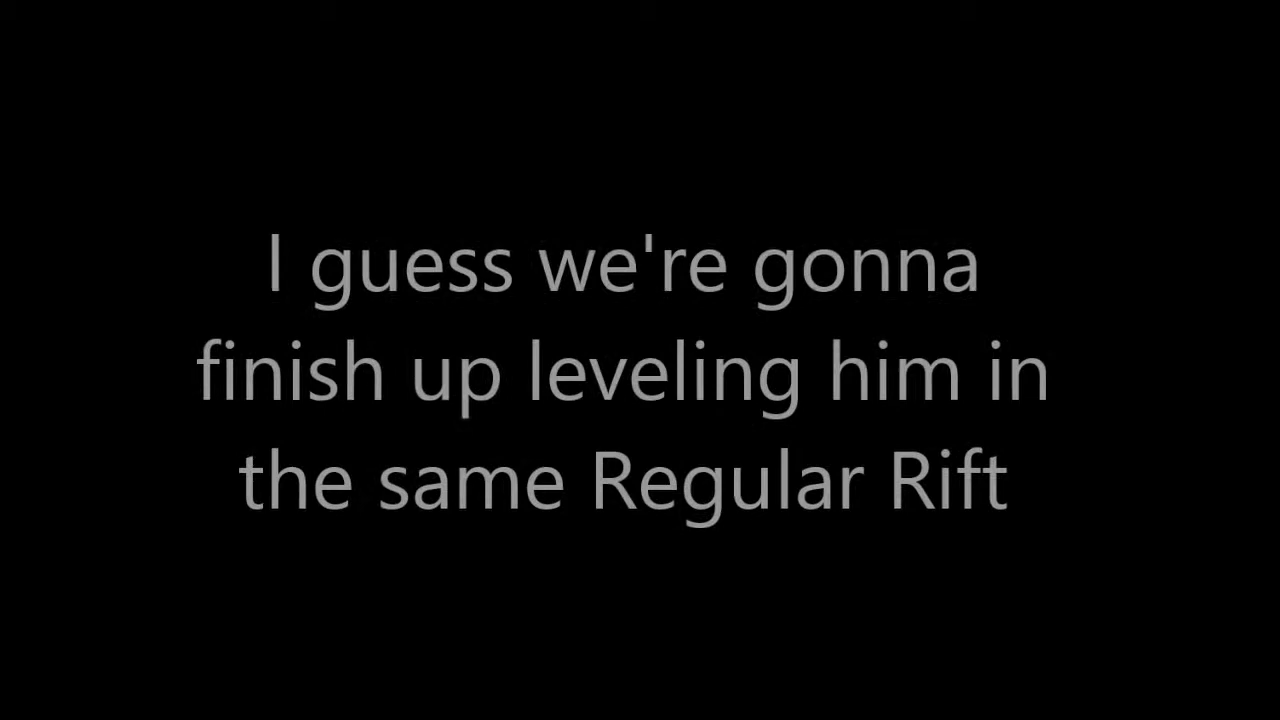 I guess we're gonna
finish up leveling him in
the same Regular Rift